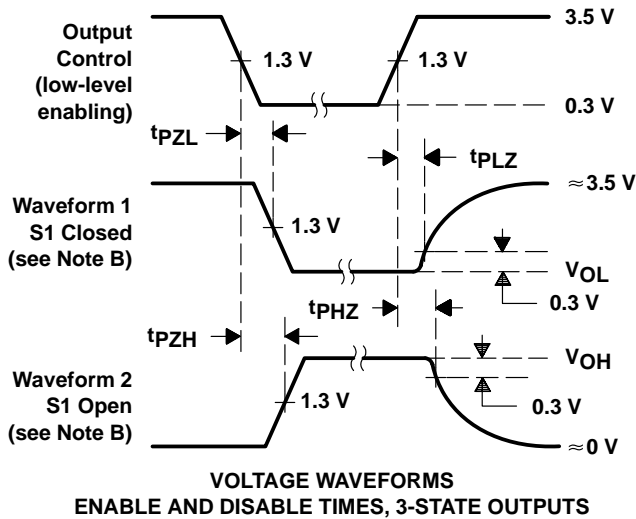 Output
Control
(low-level
enabling)
1.3 V
1.3 V
3.5 V
0.3 V
tPZL
tPLZ
Waveform 1
S1 Closed
(see Note B)
1.3 V
≈3.5 V
VOL
0.3 V
tPHZ
tPZH
Waveform 2
S1 Open
(see Note B)
1.3 V
VOH
0.3 V
≈0 V
VOLTAGE WAVEFORMS
ENABLE AND DISABLE TIMES, 3-STATE OUTPUTS